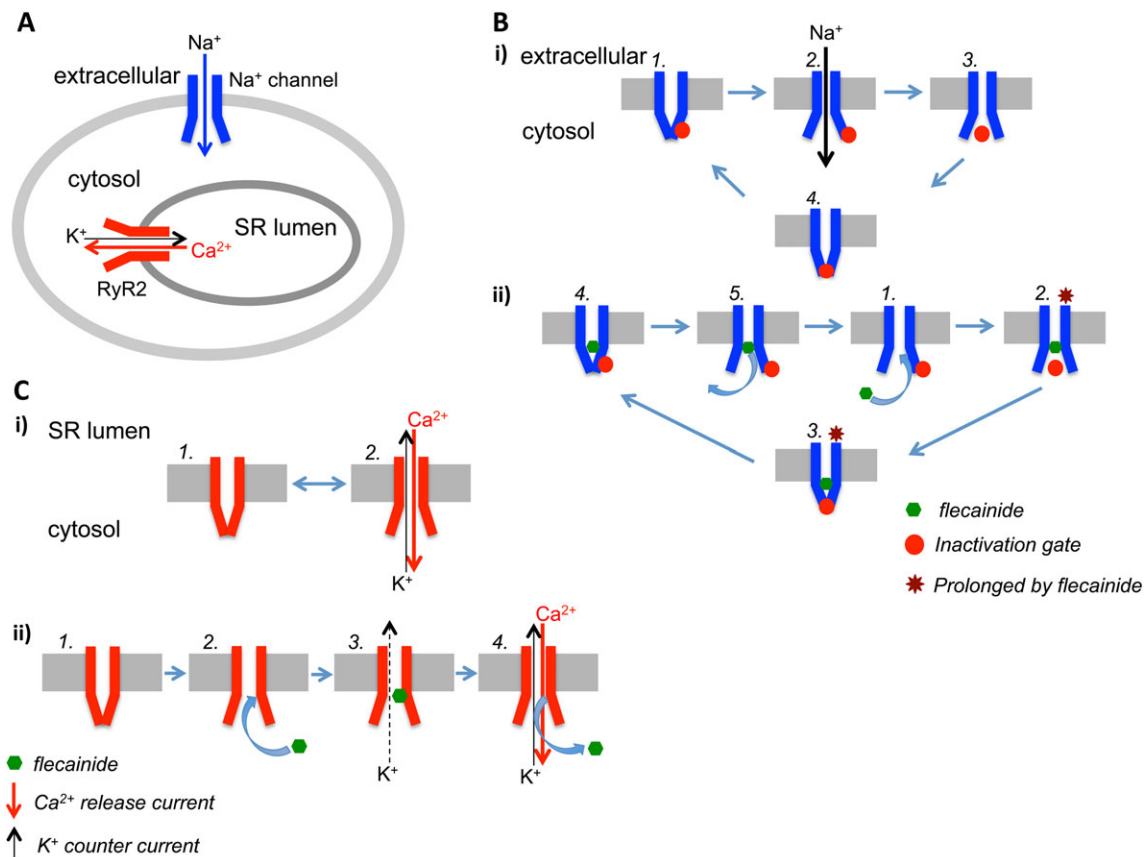 A
Na⁺
extracellular
Na⁺ channel
cytosol
SR lumen
K⁺
Ca²⁺
RyR2
B
i)
extracellular
Na⁺
1.
2.
3.
cytosol
4.
ii)
4.
5.
1.
2.
3.
flecainide
Inactivation gate
Prolonged by flecainide
C
i)
SR lumen
Ca²⁺
1.
2.
cytosol
K⁺
ii)
1.
2.
3.
4.
Ca²⁺
K⁺
K⁺
flecainide
Ca²⁺ release current
K⁺ counter current